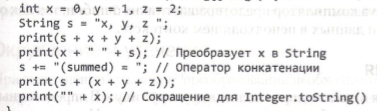 int x = 0, y = 1, z = 2;
String s = "x, y, z ";
print(s + x + y + z);
print(x + " " + s); // Преобразует x в String
s += "(summed) = "; // Оператор конкатенации
print(s + (x + y + z));
print("" + x); // Сокращение для Integer.toString()